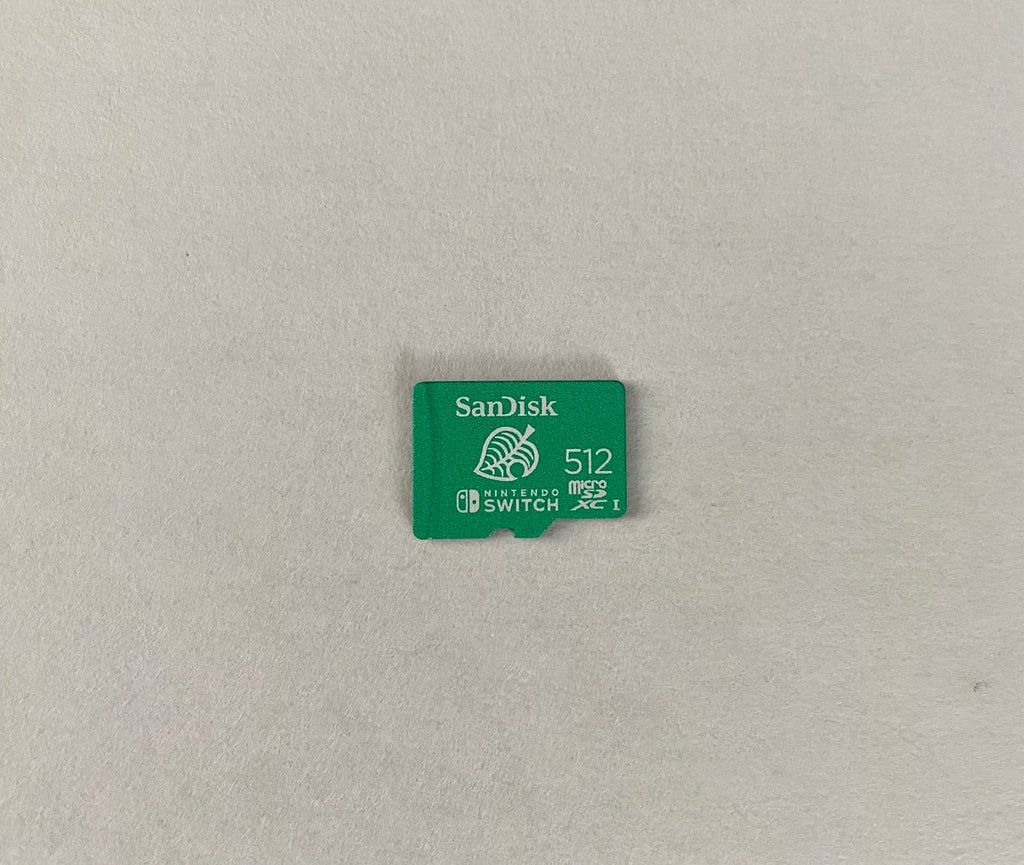 SanDisk
512
NINTENDO
SWITCH
micro
SD
XC I